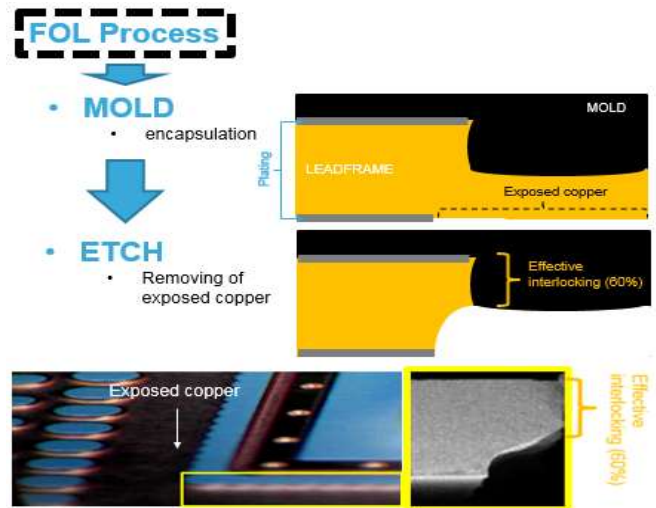 FOL Process
• MOLD
• encapsulation
MOLD
Plating
LEADFRAME
Exposed copper
• ETCH
• Removing of
exposed copper
Effective
interlocking (60%)
Exposed copper
Effective
interlocking (60%)